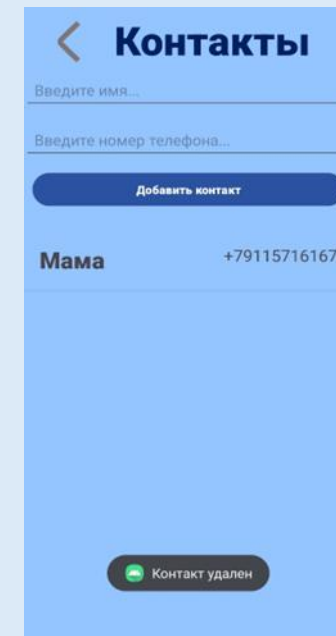 Контакты
Введите имя...
Введите номер телефона...
Добавить контакт
Мама +79115716167
Контакт удален